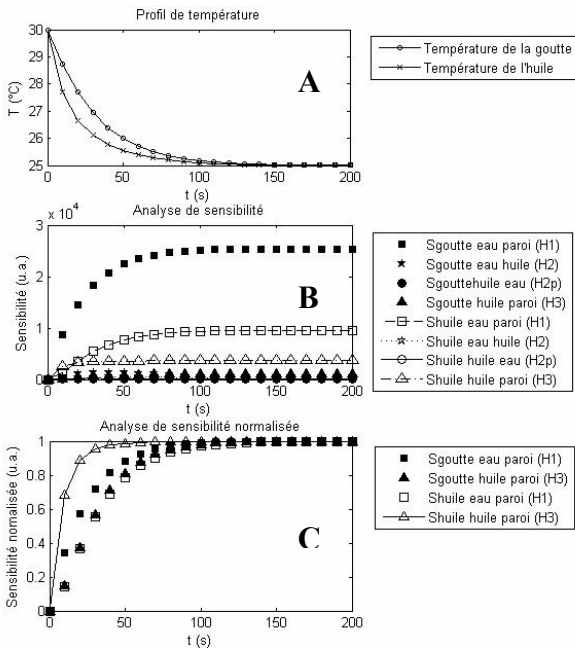 Profil de température
30
29
28
27
26
25
T (°C)
0
50
100
150
200
t (s)
A
Température de la goutte
Température de l'huile
Analyse de sensibilité
x 10⁴
3
2
1
0
Sensibilité (u.a.)
0
50
100
150
200
t (s)
B
Sgoutte eau paroi (H1)
Sgoutte eau huile (H2)
Sgouttehuile eau (H2p)
Sgoutte huile paroi (H3)
Shuile eau paroi (H1)
Shuile eau huile (H2)
Shuile huile eau (H2p)
Shuile huile paroi (H3)
Analyse de sensibilité normalisée
1
0.8
0.6
0.4
0.2
0
Sensibilité nomalisée (u.a.)
0
50
100
150
200
t (s)
C
Sgoutte eau paroi (H1)
Sgoutte huile paroi (H3)
Shuile eau paroi (H1)
Shuile huile paroi (H3)